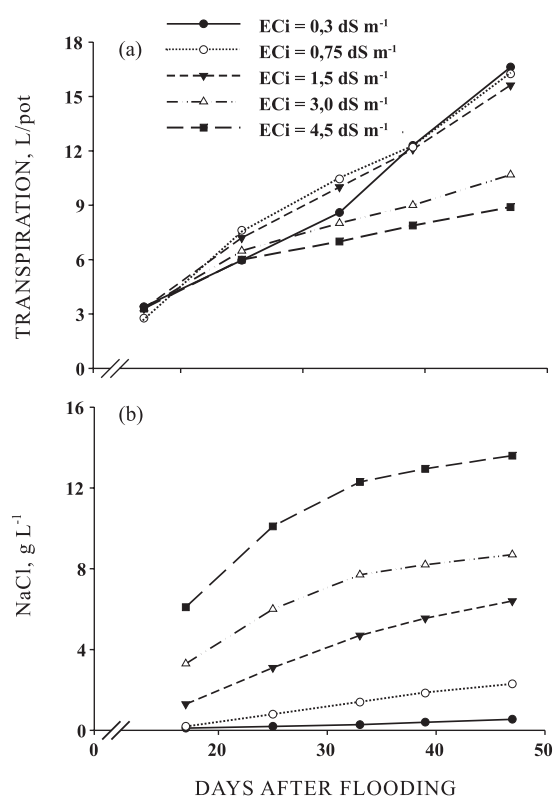 ECi = 0,3 dS m-1
(a)
ECi = 0,75 dS m-1
ECi = 1,5 dS m-1
ECi = 3,0 dS m-1
ECi = 4,5 dS m-1
TRANSPIRATION, L/pot
18
15
12
9
6
3
0
(b)
NaCl, g L-1
16
12
8
4
0
0 20 30 40 50
DAYS AFTER FLOODING